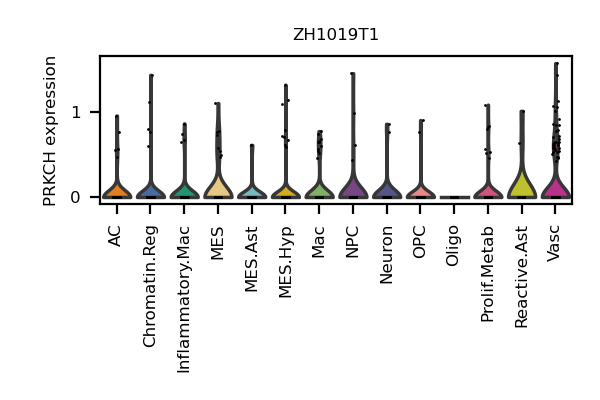 ZH1019T1
PRKCH expression
1
0
AC
Chromatin.Reg
Inflammatory.Mac
MES
MES.Ast
MES.Hyp
Mac
NPC
Neuron
OPC
Oligo
Prolif.Metab
Reactive.Ast
Vasc